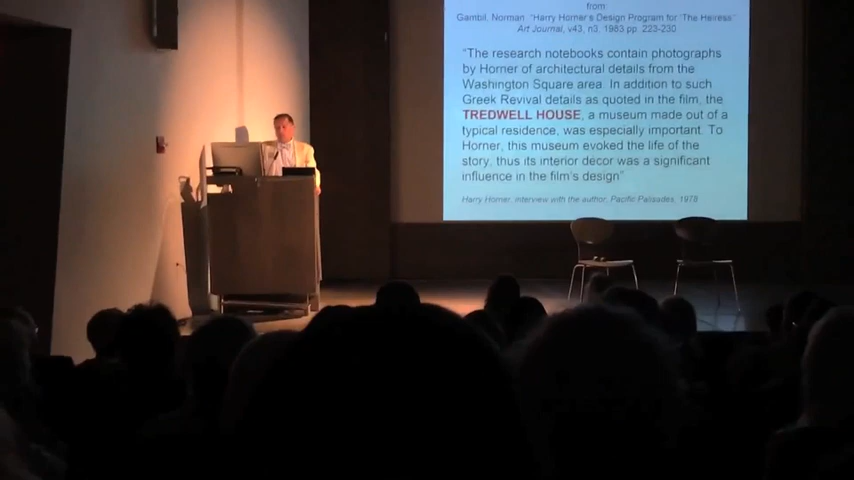 from
Gambil, Norman. "Harry Horner's Design Program for 'The Heiress'"
Art Journal, v43, n3, 1983 pp. 223-230
"The research notebooks contain photographs
by Horner of architectural details from the
Washington Square area. In addition to such
Greek Revival details as quoted in the film, the
TREDWELL HOUSE, a museum made out of a
typical residence, was especially important. To
Horner, this museum evoked the life of the
story, thus its interior décor was a significant
influence in the film's design"
Harry Horner, interview with the author, Pacific Palisades, 1978